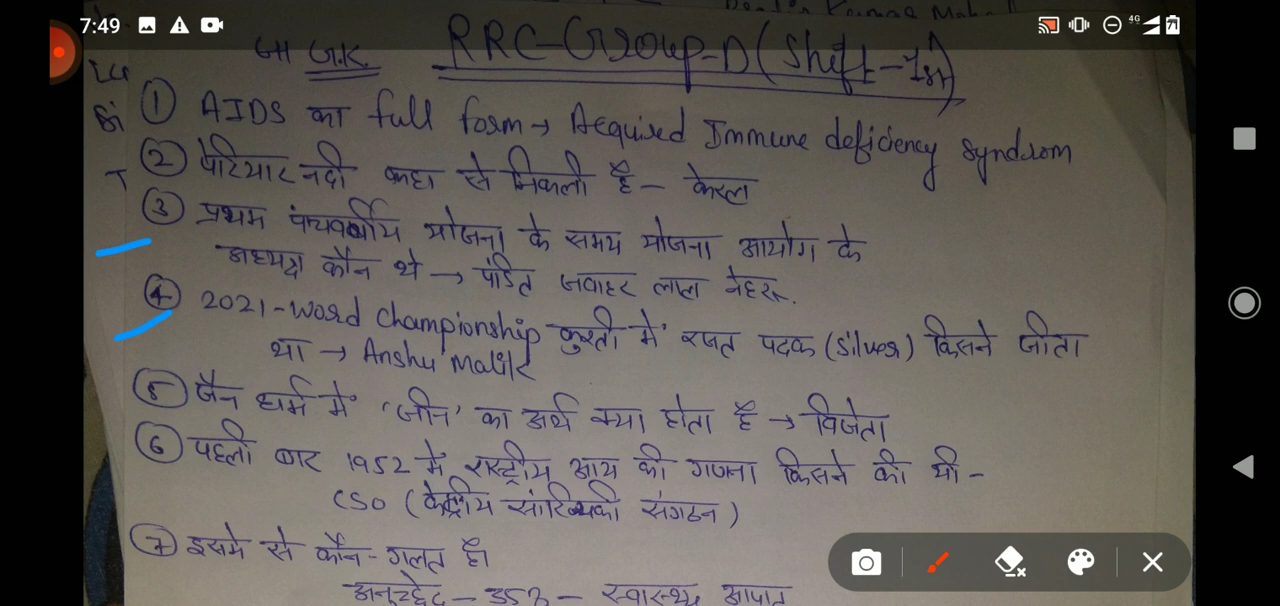 7:49
4G
77
RRC-Group-D (Shift-1st)
G.K.
① AIDS का full form → Acquired Immune deficiency Syndrom
② पेरियार नदी कहा से निकली है – केरल
③ प्रथम पंचवर्षीय योजना के समय योजना आयोग के
अध्यक्ष कौन थे → पंडित जवाहर लाल नेहरू.
④ 2021-Word Championship कुश्ती में रजत पदक (Silver) किसने जीता
था → Anshu Malik
⑤ जैन धर्म में 'जीन' का अर्थ क्या होता है → विजेता
⑥ पहली बार 1952 में राष्ट्रीय आय की गणना किसने की थी –
CSO (केन्द्रीय सांख्यिकी संगठन)
⑦ इसमे से कौन-गलत है।
अनुच्छेद – 353 – स्वास्थ्य आपात